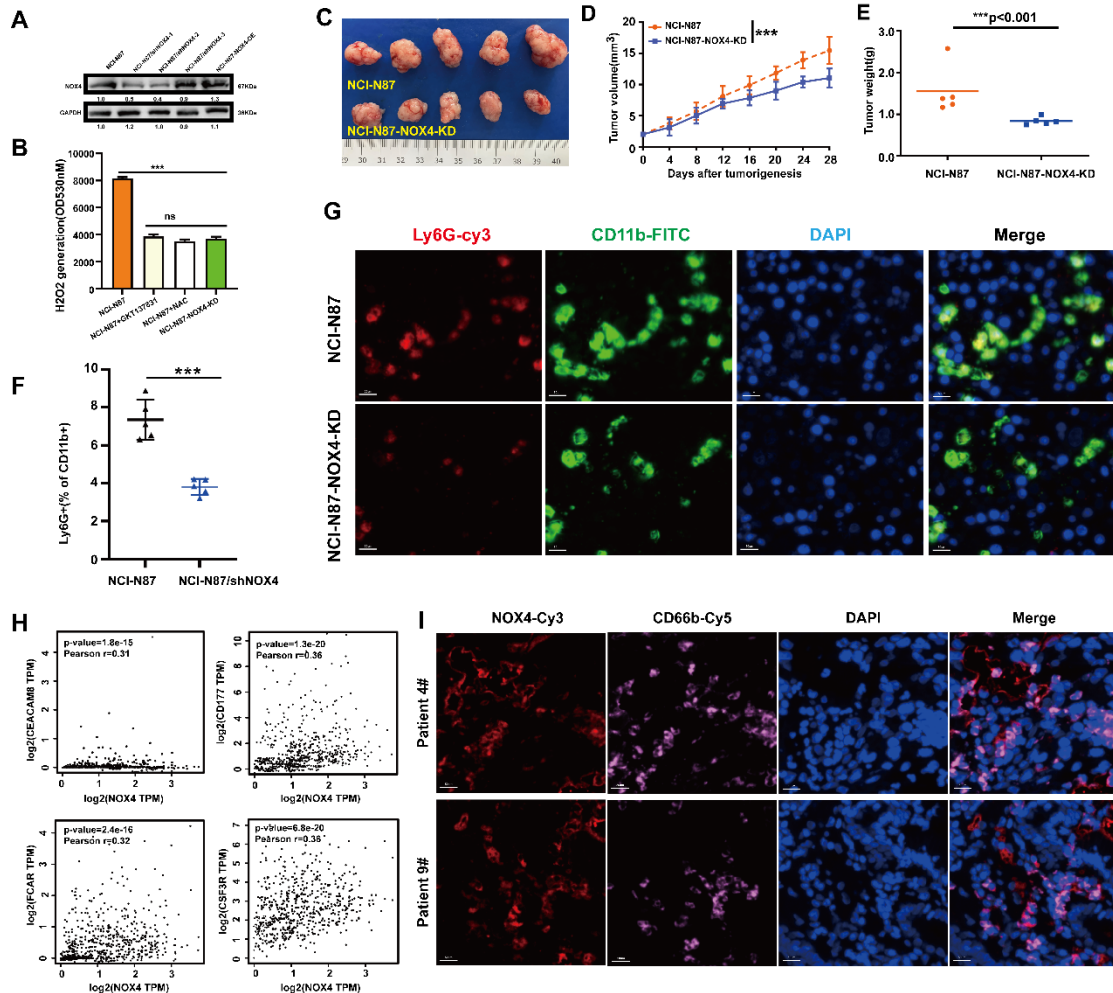 A
NCI-N87
NCI-N87/shNOX4-1
NCI-N87/shNOX4-2
NCI-N87/shNOX4-3
NCI-N87-NOX4-OE
NOX4
67KDa
1.0 0.5 0.4 0.9 1.3
GAPDH
36KDa
1.0 1.2 1.0 0.9 1.1
B
H2O2 generation(OD530nM)
10000
8000
6000
4000
2000
0
***
ns
NCI-N87
NCI-N87+GKT137831
NCI-N87+NAC
NCI-N87-NOX4-KD
C
NCI-N87
NCI-N87-NOX4-KD
29 30 31 32 33 34 35 36 37 38 39 40
D
NCI-N87
NCI-N87-NOX4-KD
***
Tumor volume(mm3)
20
15
10
5
0
0 4 8 12 16 20 24 28
Days after tumorigenesis
E
***p<0.001
Tumor weight(g)
3.0
2.0
1.0
0.0
NCI-N87 NCI-N87-NOX4-KD
F
***
Ly6G+(% of CD11b+)
10
8
6
4
2
0
NCI-N87 NCI-N87/shNOX4
G
Ly6G-cy3 CD11b-FITC DAPI Merge
NCI-N87
NCI-N87-NOX4-KD
H
p-value=1.8e-15
Pearson r=0.31
log2(CEACAM8 TPM)
4
3
2
1
0
0 1 2 3
log2(NOX4 TPM)
p-value=1.3e-20
Pearson r=0.36
log2(CD177 TPM)
10
8
6
4
2
0
0 1 2 3
log2(NOX4 TPM)
p-value=2.4e-16
Pearson r=0.32
log2(FCAR TPM)
4
3
2
1
0
0 1 2 3
log2(NOX4 TPM)
p-value=6.8e-20
Pearson r=0.36
log2(CSF3R TPM)
7
6
5
4
3
2
1
0
0 1 2 3
log2(NOX4 TPM)
I
NOX4-Cy3 CD66b-Cy5 DAPI Merge
Patient 4#
Patient 9#